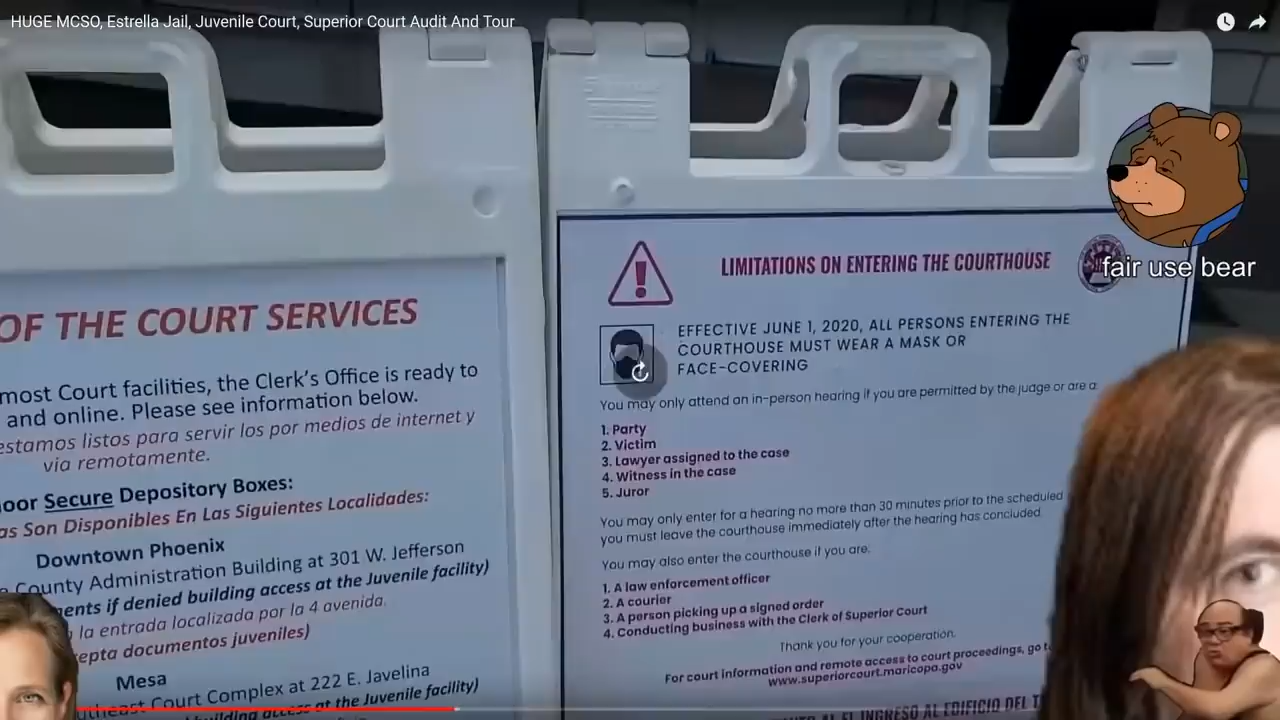 HUGE MCSO, Estrella Jail, Juvenile Court, Superior Court Audit And Tour
OF THE COURT SERVICES
most Court facilities, the Clerk's Office is ready to
and online. Please see information below.
estamos listos para servir los por medios de internet y
via remotamente.
Secure Depository Boxes:
Son Disponibles En Las Siguientes Localidades:
Downtown Phoenix
County Administration Building at 301 W. Jefferson
if denied building access at the Juvenile facility)
la entrada localizada por la 4 avenida.
documentos juveniles)
Mesa
Court Complex at 222 E. Javelina
building access at the Juvenile facility)
LIMITATIONS ON ENTERING THE COURTHOUSE
fair use bear
EFFECTIVE JUNE 1, 2020, ALL PERSONS ENTERING THE
COURTHOUSE MUST WEAR A MASK OR
FACE-COVERING
You may only attend an in-person hearing if you are permitted by the judge or are a:
1. Party
2. Victim
3. Lawyer assigned to the case
4. Witness in the case
5. Juror
You may only enter for a hearing no more than 30 minutes prior to the scheduled
you must leave the courthouse immediately after the hearing has concluded.
You may also enter the courthouse if you are:
1. A law enforcement officer
2. A courier
3. A person picking up a signed order
4. Conducting business with the Clerk of Superior Court
Thank you for your cooperation.
For court information and remote access to court proceedings, go
www.superiorcourt.maricopa.gov
AL EL INGRESO AL EDIFICIO DEL